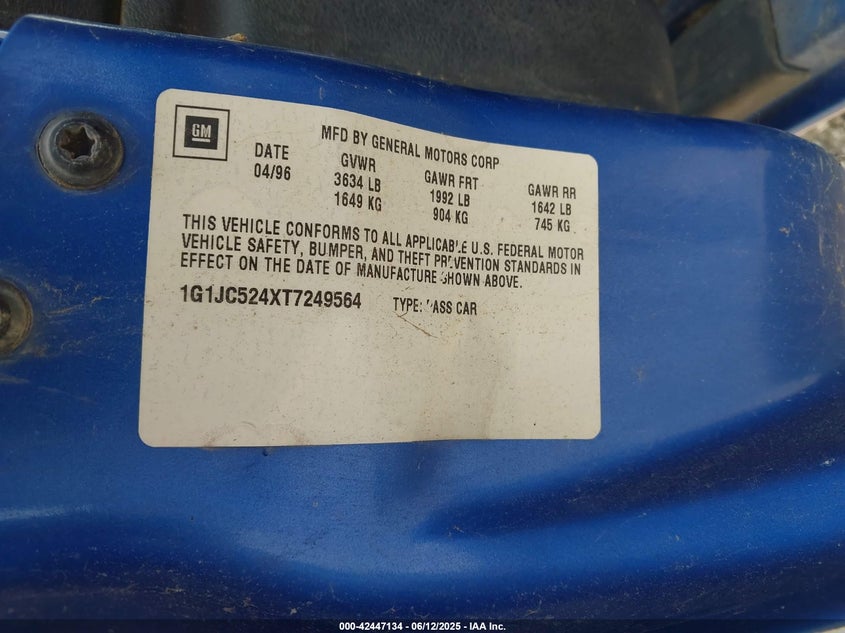 GM
MFD BY GENERAL MOTORS CORP
DATE GVWR GAWR FRT GAWR RR
04/96 3634 LB 1992 LB 1642 LB
1649 KG 904 KG 745 KG
THIS VEHICLE CONFORMS TO ALL APPLICABLE U.S. FEDERAL MOTOR
VEHICLE SAFETY, BUMPER, AND THEFT PREVENTION STANDARDS IN
EFFECT ON THE DATE OF MANUFACTURE SHOWN ABOVE.
1G1JC524XT7249564 TYPE: PASS CAR
000-42447134 - 06/12/2025 - IAA Inc.